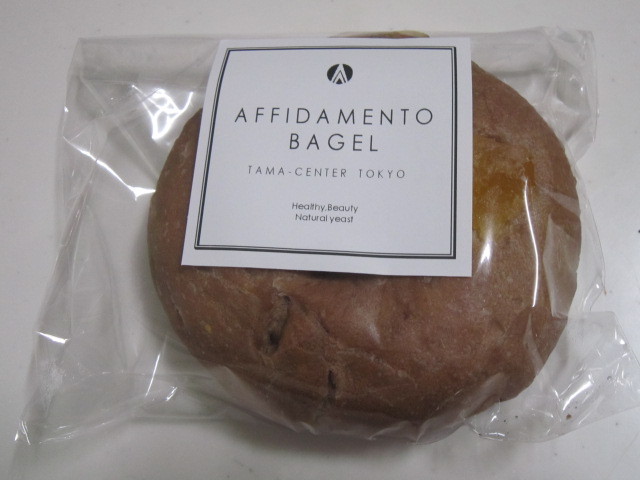 AFFIDAMENTO
BAGEL
TAMA-CENTER TOKYO
Healthy,Beauty
Natural yeast